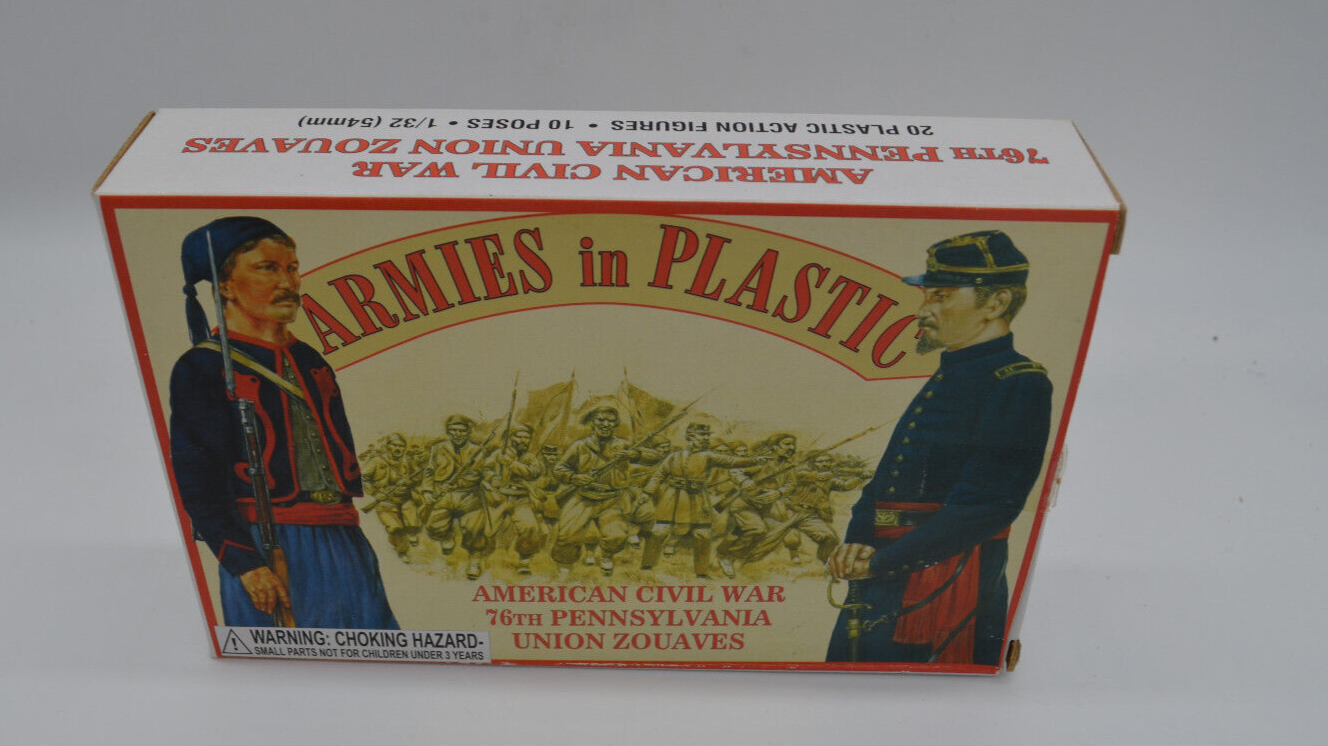 AMERICAN CIVIL WAR
76TH PENNSYLVANIA UNION ZOUAVES
20 PLASTIC ACTION FIGURES • 10 POSES • 1/32 (54mm)
ARMIES in PLASTIC
AMERICAN CIVIL WAR
76TH PENNSYLVANIA
UNION ZOUAVES
WARNING: CHOKING HAZARD-
SMALL PARTS NOT FOR CHILDREN UNDER 3 YEARS